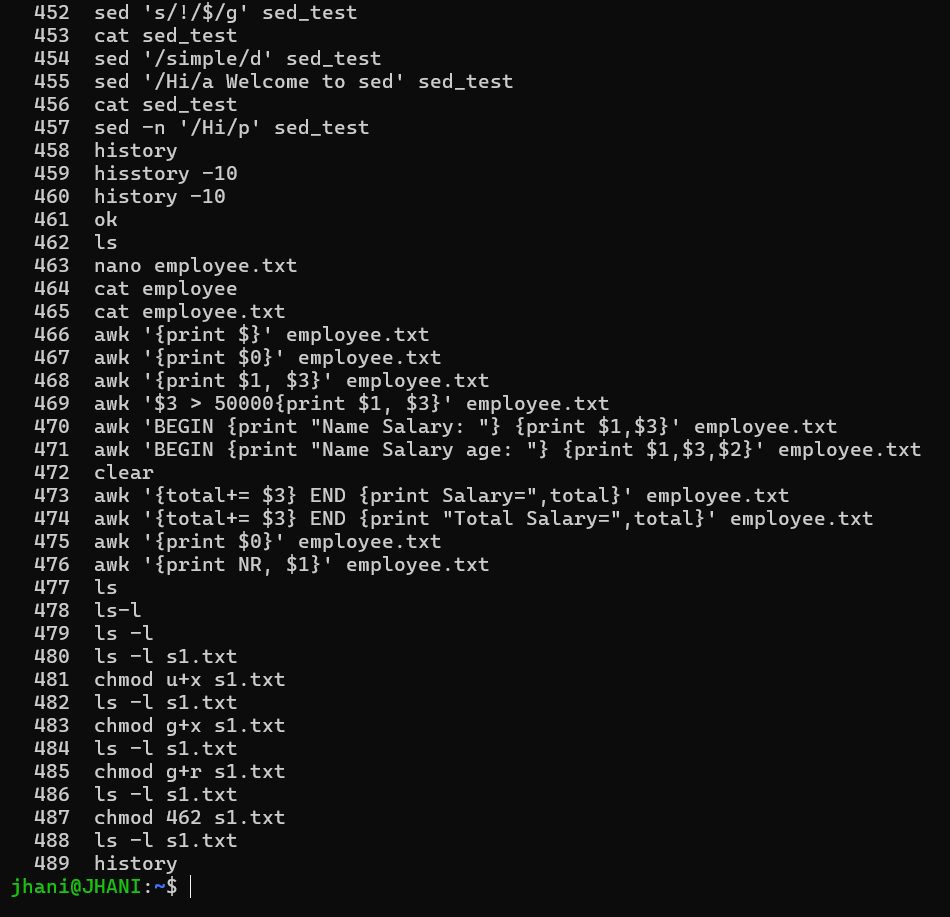 452  sed 's/!/$/g' sed_test
453  cat sed_test
454  sed '/simple/d' sed_test
455  sed '/Hi/a Welcome to sed' sed_test
456  cat sed_test
457  sed -n '/Hi/p' sed_test
458  history
459  hisstory -10
460  history -10
461  ok
462  ls
463  nano employee.txt
464  cat employee
465  cat employee.txt
466  awk '{print $}' employee.txt
467  awk '{print $0}' employee.txt
468  awk '{print $1, $3}' employee.txt
469  awk '$3 > 50000{print $1, $3}' employee.txt
470  awk 'BEGIN {print "Name Salary: "} {print $1,$3}' employee.txt
471  awk 'BEGIN {print "Name Salary age: "} {print $1,$3,$2}' employee.txt
472  clear
473  awk '{total+= $3} END {print Salary=",total}' employee.txt
474  awk '{total+= $3} END {print "Total Salary=",total}' employee.txt
475  awk '{print $0}' employee.txt
476  awk '{print NR, $1}' employee.txt
477  ls
478  ls-l
479  ls -l
480  ls -l s1.txt
481  chmod u+x s1.txt
482  ls -l s1.txt
483  chmod g+x s1.txt
484  ls -l s1.txt
485  chmod g+r s1.txt
486  ls -l s1.txt
487  chmod 462 s1.txt
488  ls -l s1.txt
489  history
jhani@JHANI:~$